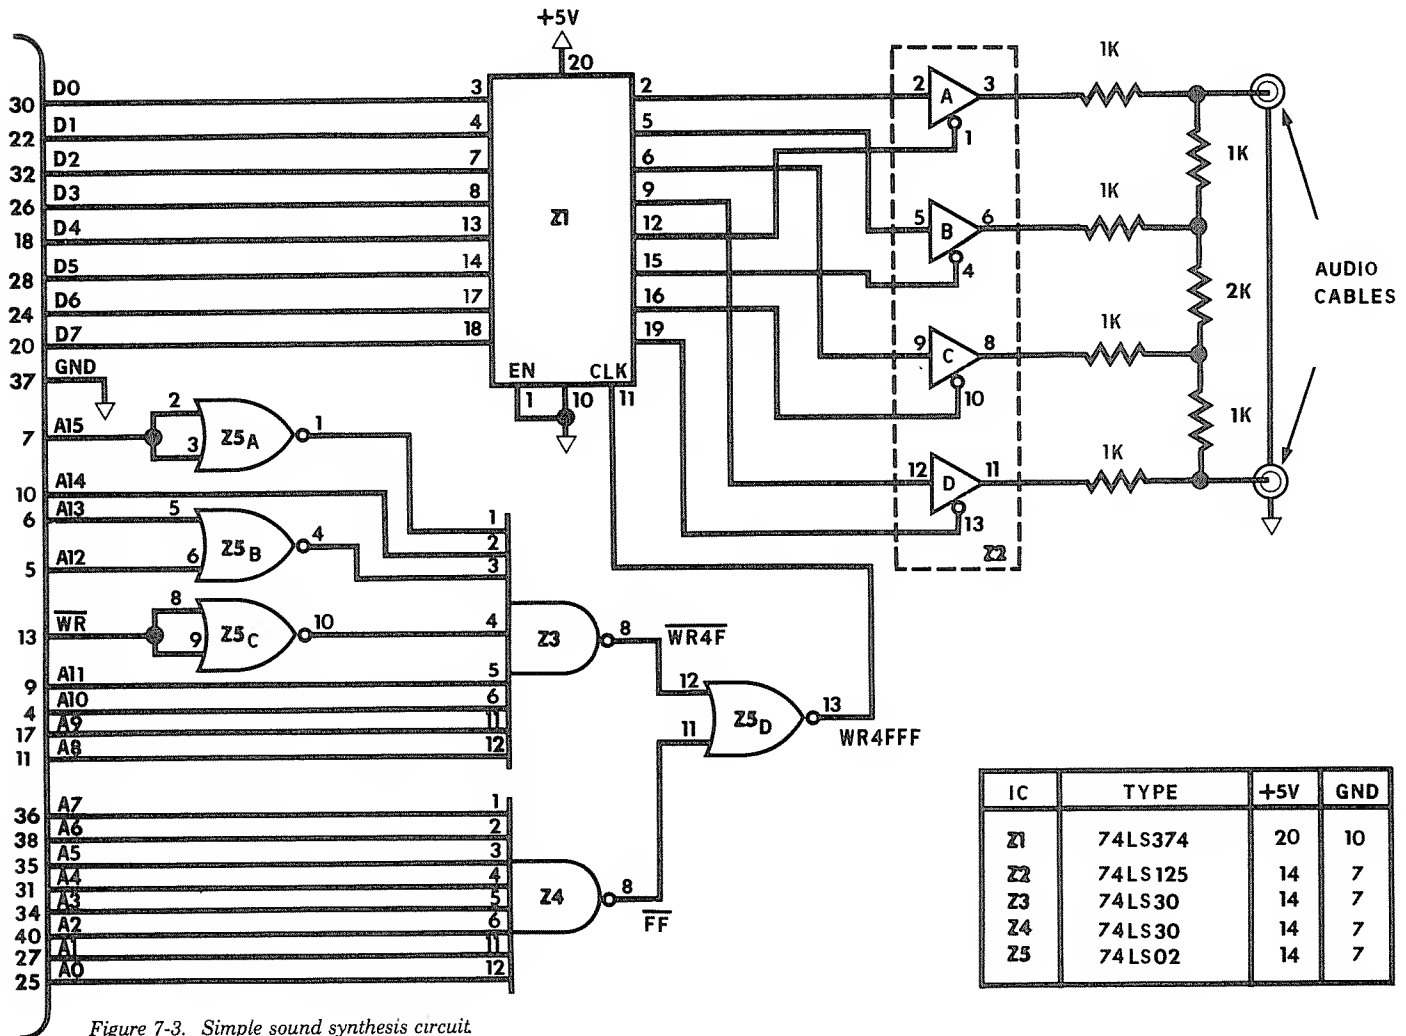 +5V
20
30 D0 3
22 D1 4
32 D2 7
26 D3 8
18 D4 13
28 D5 14
24 D6 17
20 D7 18
37 GND
Z1
EN CLK
1 10 11
2
5
6
9
12
15
16
19
2 A 3
1
5 B 6
4
9 C 8
10
12 D 11
13
Z2
1K
1K
1K
1K
1K
2K
1K
AUDIO
CABLES
7 A15 2 3 Z5A 1
10 A14
6 A13 5
5 A12 6 Z5B 4
13 WR 8 9 Z5C 10
9 A11
4 A10
17 A9
11 A8
1
2
3
4
5
6
11
12
Z3 8 WR4F
36 A7 1
38 A6 2
35 A5 3
31 A4 4
34 A3 5
40 A2 6
27 A1 11
25 A0 12
Z4 8 FF
12
11
Z5D 13
WR4FFF
IC TYPE +5V GND
Z1 74LS374 20 10
Z2 74LS125 14 7
Z3 74LS30 14 7
Z4 74LS30 14 7
Z5 74LS02 14 7
Figure 7-3. Simple sound synthesis circuit.